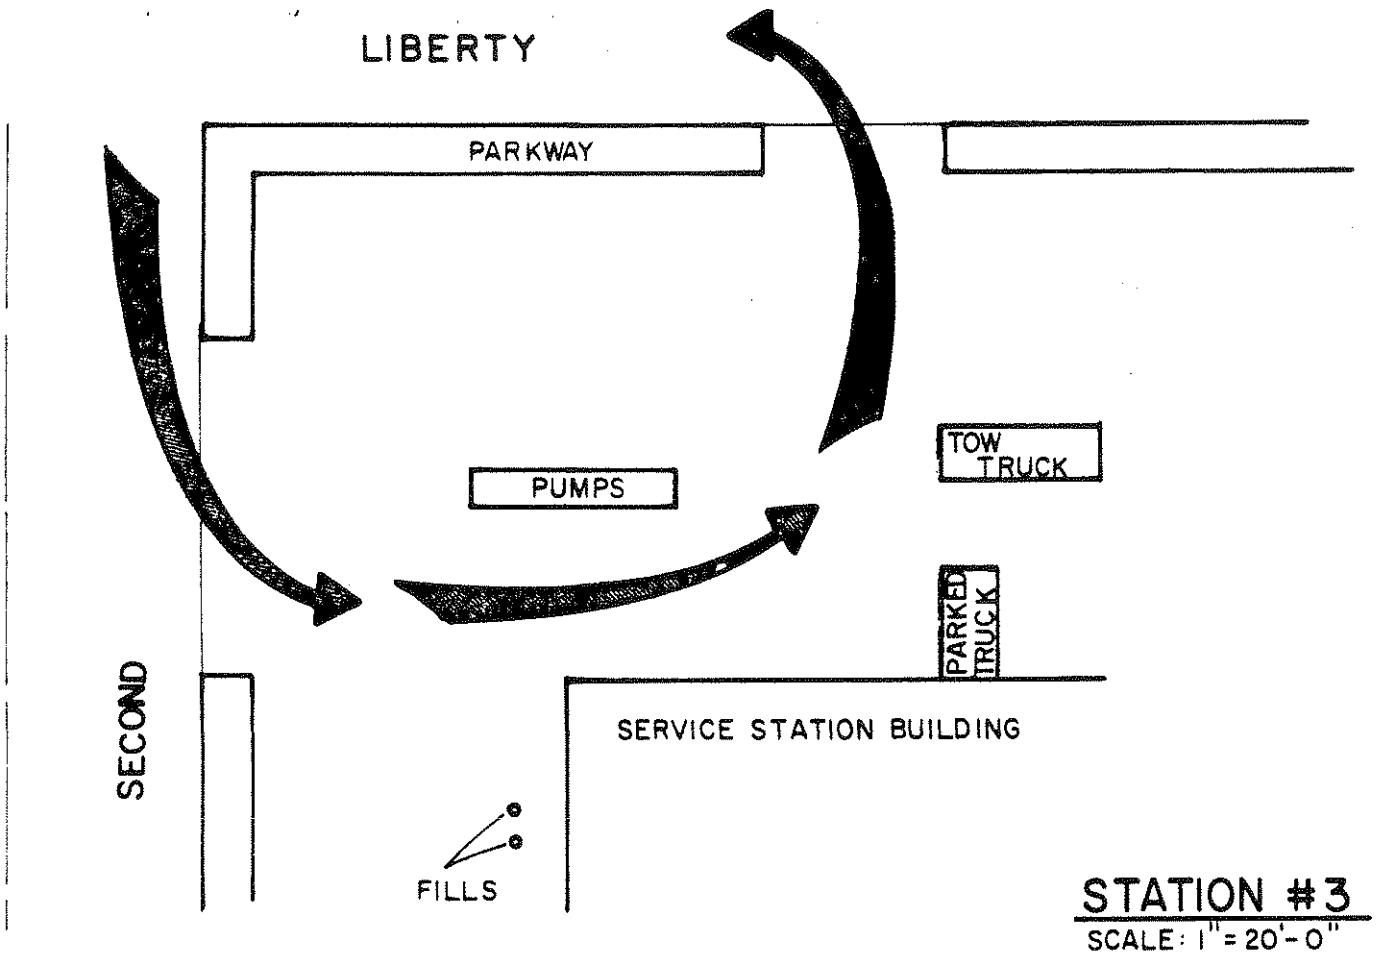 LIBERTY
PARKWAY
TOW
TRUCK
PUMPS
PARKED
TRUCK
SECOND
SERVICE STATION BUILDING
FILLS
STATION #3
SCALE: 1"=20'-0"